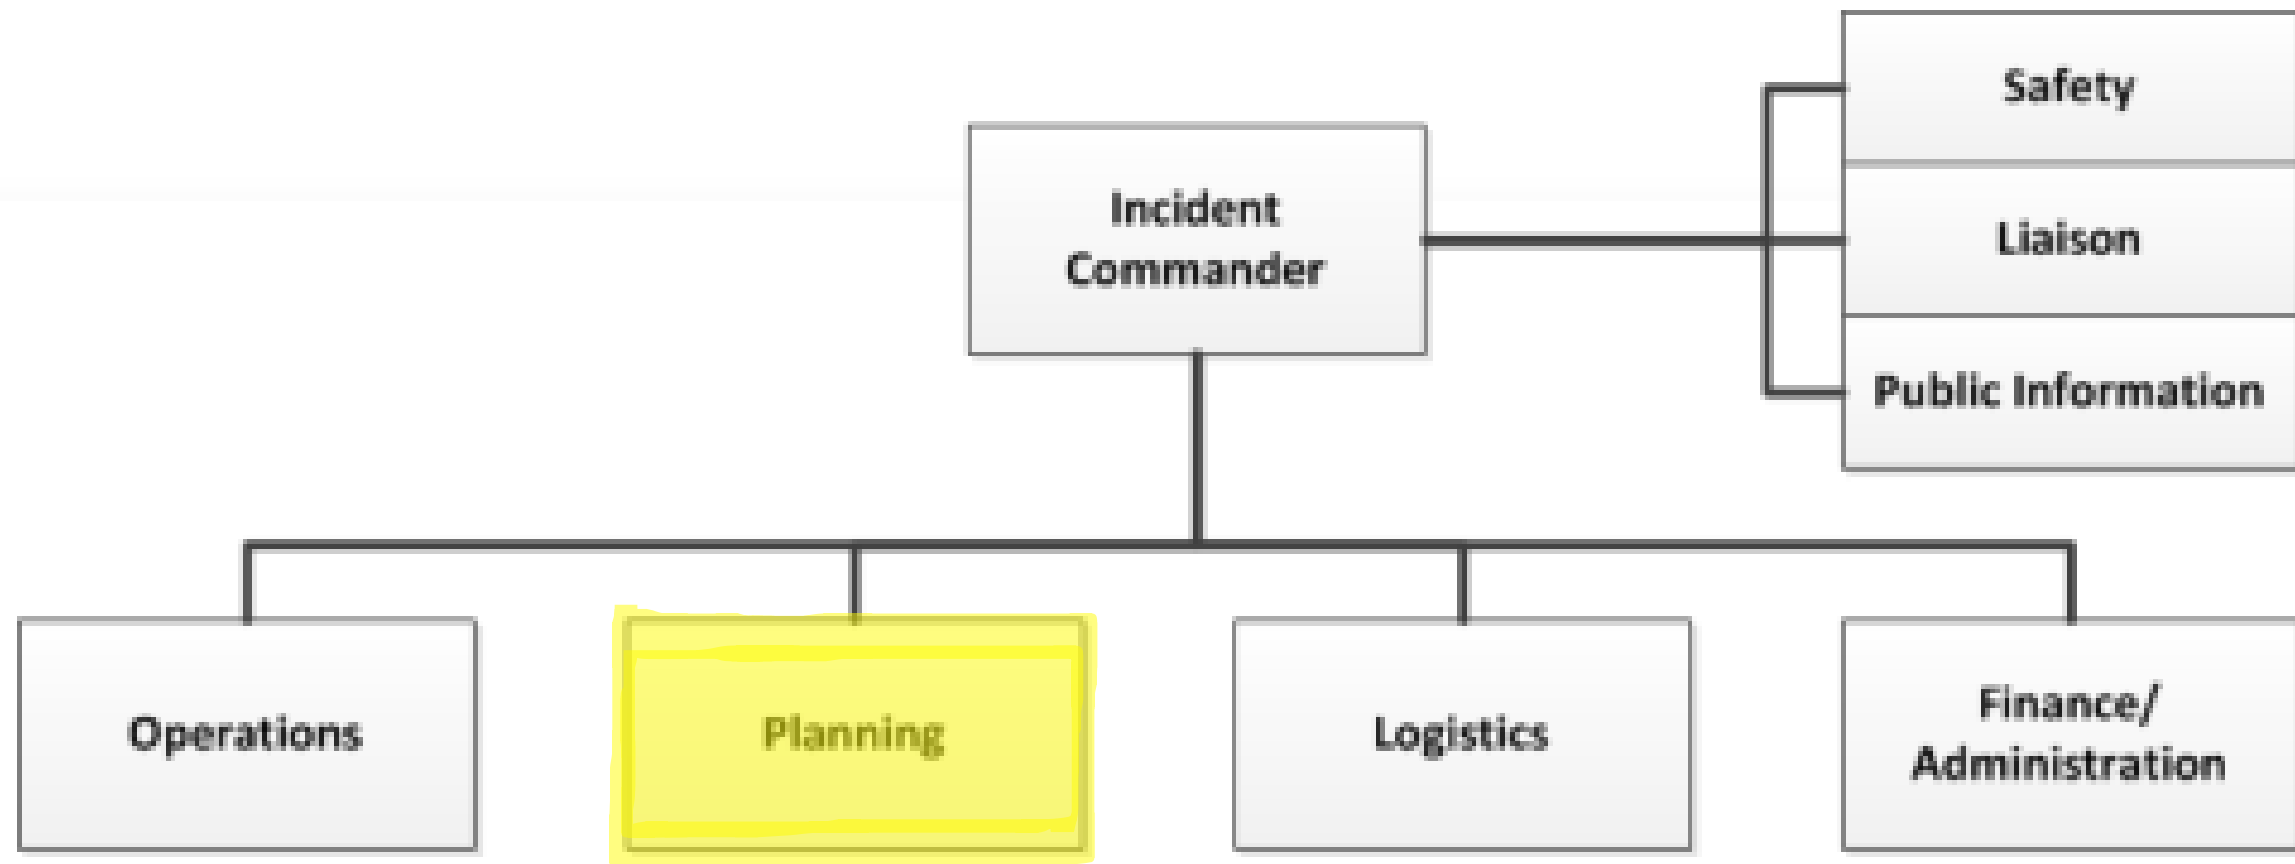 Safety
Incident
Commander
Liaison
Public Information
Operations
Planning
Logistics
Finance/
Administration